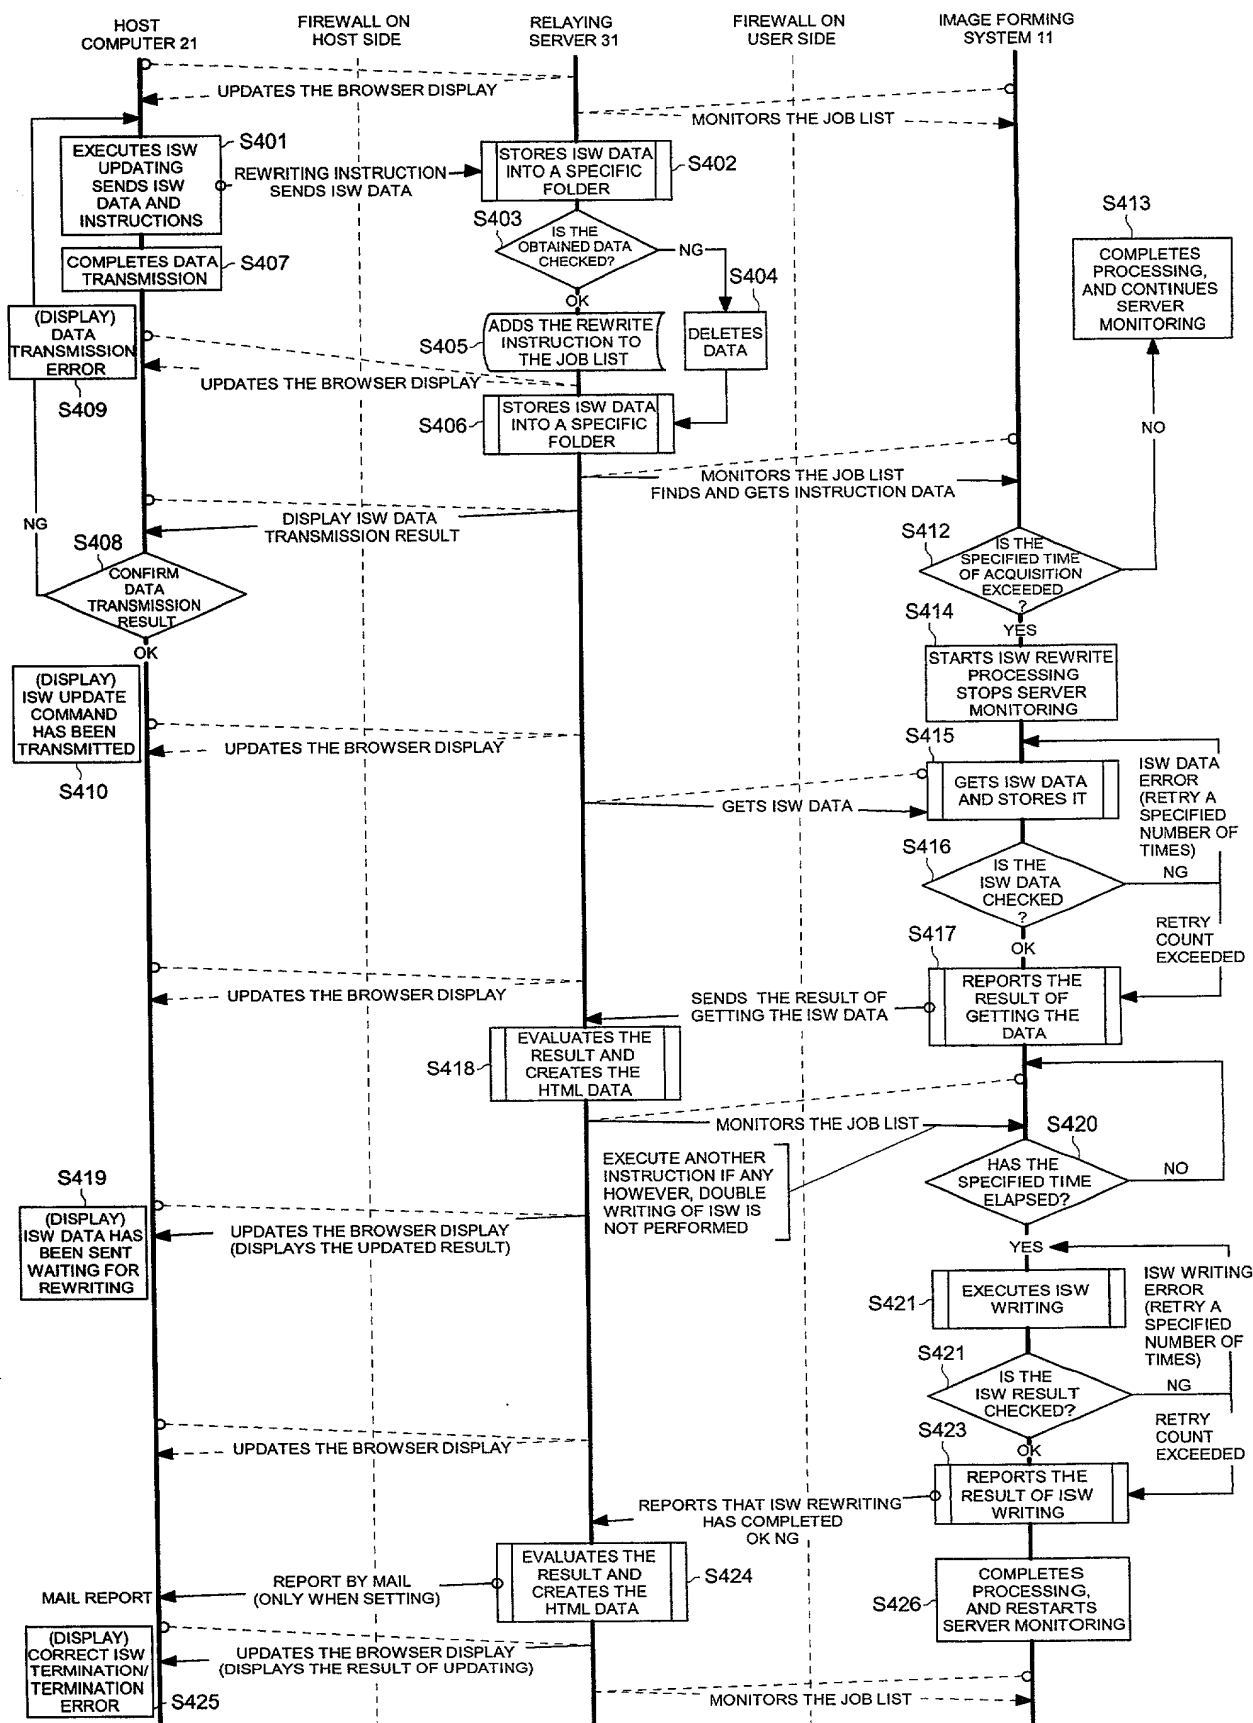 HOST
COMPUTER 21
FIREWALL ON
HOST SIDE
RELAYING
SERVER 31
FIREWALL ON
USER SIDE
IMAGE FORMING
SYSTEM 11
UPDATES THE BROWSER DISPLAY
MONITORS THE JOB LIST
S401
EXECUTES ISW
UPDATING
SENDS ISW
DATA AND
INSTRUCTIONS
REWRITING INSTRUCTION
SENDS ISW DATA
STORES ISW DATA
INTO A SPECIFIC
FOLDER
S402
S403
IS THE
OBTAINED DATA
CHECKED?
NG
OK
S404
DELETES
DATA
S413
COMPLETES
PROCESSING,
AND CONTINUES
SERVER
MONITORING
COMPLETES DATA
TRANSMISSION
S407
(DISPLAY)
DATA
TRANSMISSION
ERROR
S409
S405
ADDS THE REWRITE
INSTRUCTION TO
THE JOB LIST
UPDATES THE BROWSER DISPLAY
S406
STORES ISW DATA
INTO A SPECIFIC
FOLDER
NO
MONITORS THE JOB LIST
FINDS AND GETS INSTRUCTION DATA
DISPLAY ISW DATA
TRANSMISSION RESULT
NG
S408
CONFIRM
DATA
TRANSMISSION
RESULT
OK
S412
IS THE
SPECIFIED TIME
OF ACQUISITION
EXCEEDED
?
YES
S414
STARTS ISW REWRITE
PROCESSING
STOPS SERVER
MONITORING
(DISPLAY)
ISW UPDATE
COMMAND
HAS BEEN
TRANSMITTED
S410
UPDATES THE BROWSER DISPLAY
S415
GETS ISW DATA
AND STORES IT
GETS ISW DATA
ISW DATA
ERROR
(RETRY A
SPECIFIED
NUMBER OF
TIMES)
S416
IS THE
ISW DATA
CHECKED
?
NG
OK
RETRY
COUNT
EXCEEDED
S417
REPORTS THE
RESULT OF
GETTING THE
DATA
UPDATES THE BROWSER DISPLAY
SENDS THE RESULT OF
GETTING THE ISW DATA
S418
EVALUATES THE
RESULT AND
CREATES THE
HTML DATA
MONITORS THE JOB LIST
S420
HAS THE
SPECIFIED TIME
ELAPSED?
NO
YES
EXECUTE ANOTHER
INSTRUCTION IF ANY
HOWEVER, DOUBLE
WRITING OF ISW IS
NOT PERFORMED
S419
(DISPLAY)
ISW DATA HAS
BEEN SENT
WAITING FOR
REWRITING
UPDATES THE BROWSER DISPLAY
(DISPLAYS THE UPDATED RESULT)
S421
EXECUTES ISW
WRITING
ISW WRITING
ERROR
(RETRY A
SPECIFIED
NUMBER OF
TIMES)
S421
IS THE
ISW RESULT
CHECKED?
NG
OK
RETRY
COUNT
EXCEEDED
UPDATES THE BROWSER DISPLAY
S423
REPORTS THE
RESULT OF ISW
WRITING
REPORTS THAT ISW REWRITING
HAS COMPLETED
OK NG
EVALUATES THE
RESULT AND
CREATES THE
HTML DATA
S424
MAIL REPORT
REPORT BY MAIL
(ONLY WHEN SETTING)
S426
COMPLETES
PROCESSING,
AND RESTARTS
SERVER MONITORING
(DISPLAY)
CORRECT ISW
TERMINATION/
TERMINATION
ERROR
S425
UPDATES THE BROWSER DISPLAY
(DISPLAYS THE RESULT OF UPDATING)
MONITORS THE JOB LIST